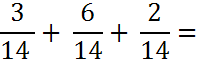 3/14 + 6/14 + 2/14 =